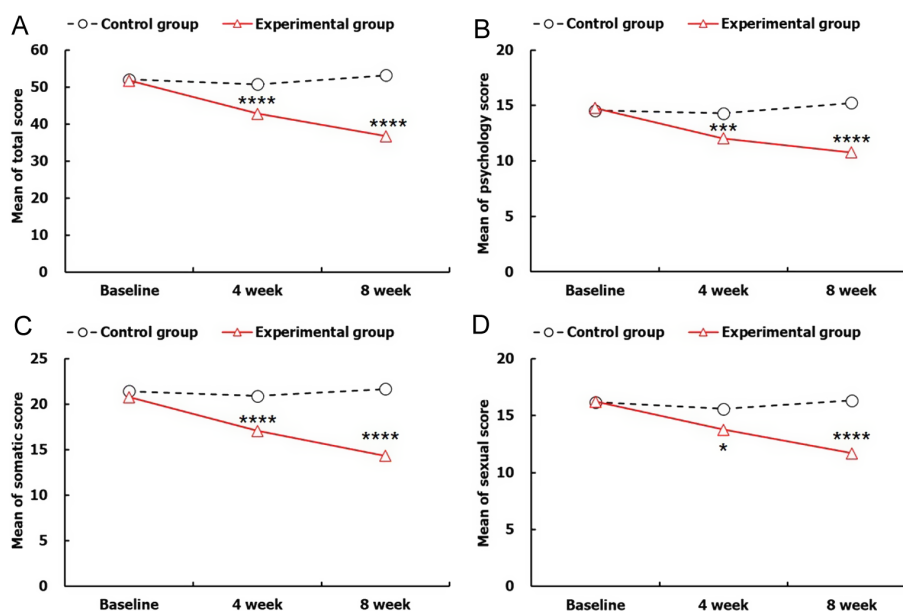 A
Control group
Experimental group
Mean of total score
60
50
40
30
20
10
0
****
****
Baseline
4 week
8 week
B
Control group
Experimental group
Mean of psychology score
20
15
10
5
0
***
****
Baseline
4 week
8 week
C
Control group
Experimental group
Mean of somatic score
25
20
15
10
5
0
****
****
Baseline
4 week
8 week
D
Control group
Experimental group
Mean of sexual score
20
15
10
5
0
*
****
Baseline
4 week
8 week